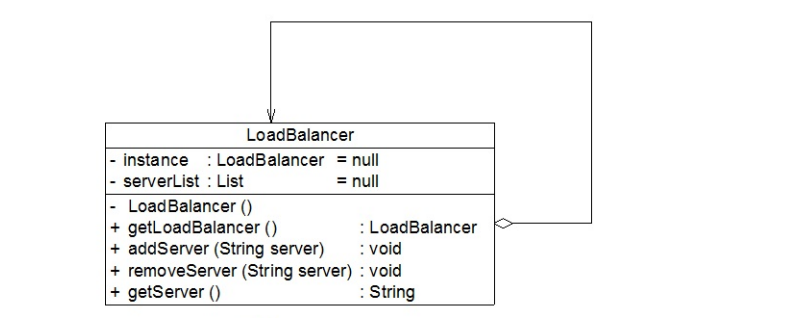 LoadBalancer
- instance : LoadBalancer = null
- serverList : List = null
- LoadBalancer ()
+ getLoadBalancer () : LoadBalancer
+ addServer (String server) : void
+ removeServer (String server) : void
+ getServer () : String